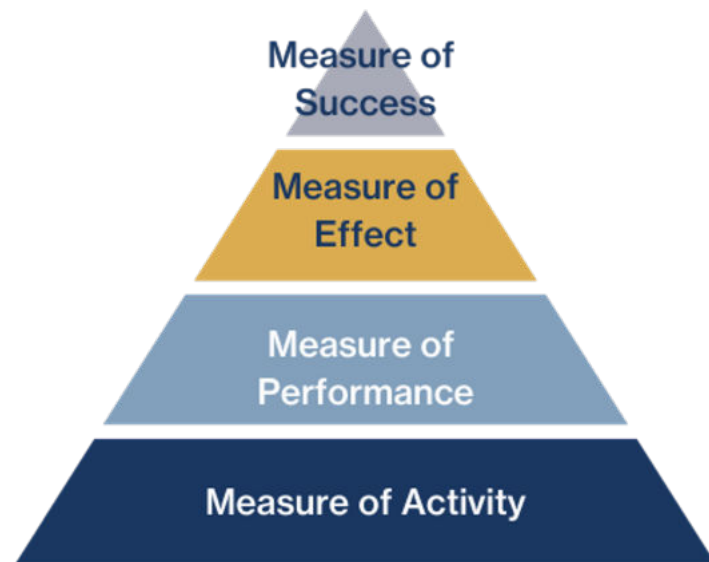 Measure of
Success
Measure of
Effect
Measure of
Performance
Measure of Activity